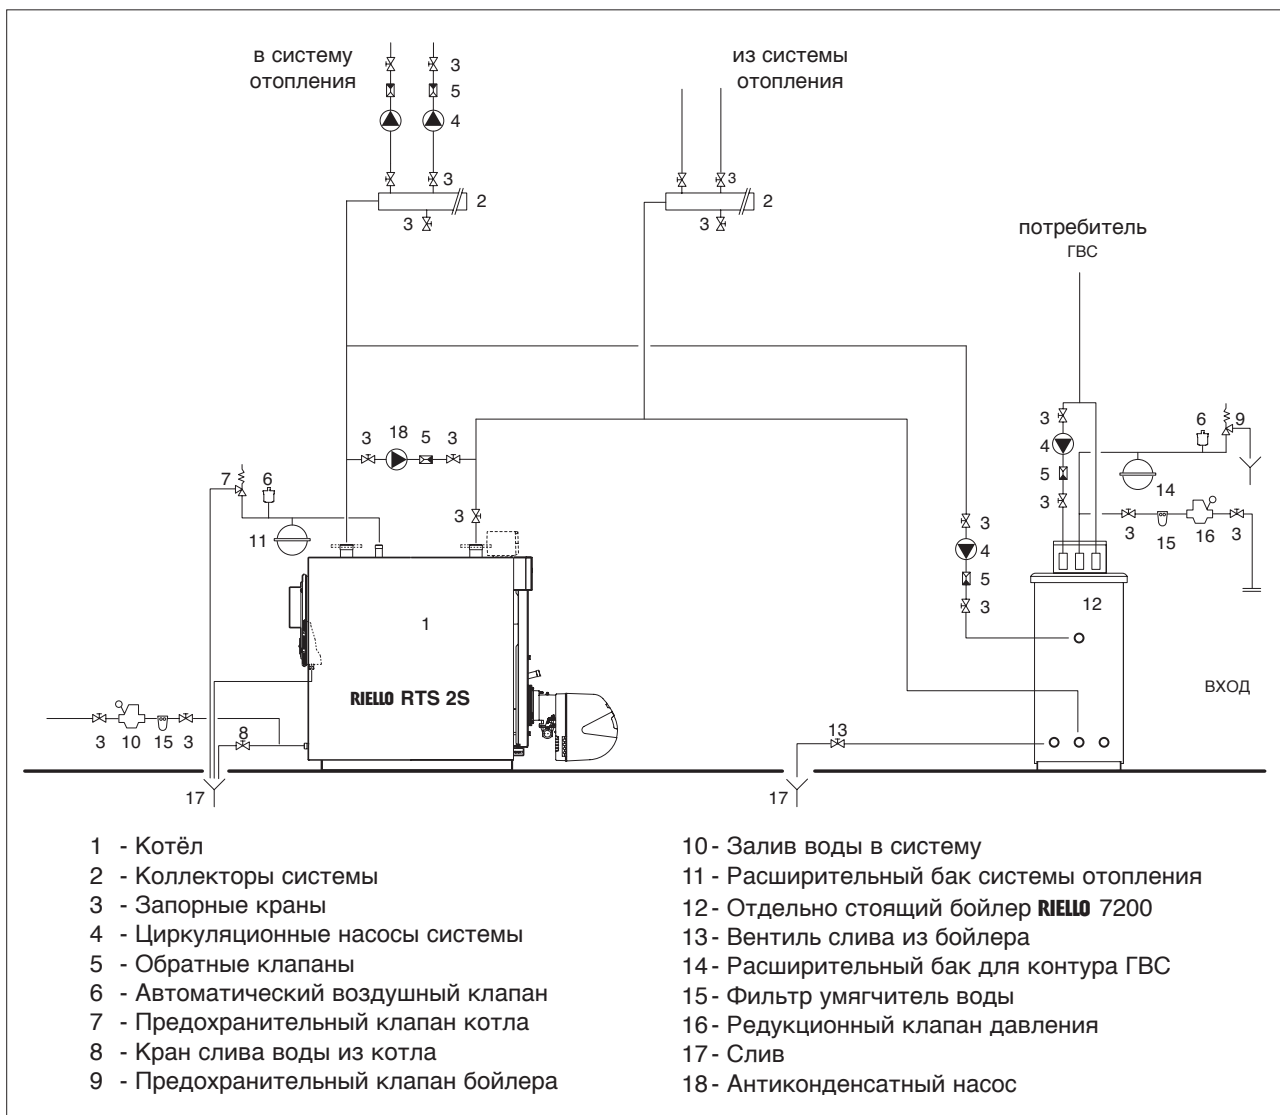 в систему
отопления
из системы
отопления
3
5
4
3
2
3
3
2
3
потребитель
ГВС
3
18
5
3
7
6
11
3
3
4
5
3
3
4
5
3
6
9
14
3
15
16
3
12
1
RIELLO RTS 2S
ВХОД
3
10
15
3
8
13
17
17
1 - Котёл
2 - Коллекторы системы
3 - Запорные краны
4 - Циркуляционные насосы системы
5 - Обратные клапаны
6 - Автоматический воздушный клапан
7 - Предохранительный клапан котла
8 - Кран слива воды из котла
9 - Предохранительный клапан бойлера
10 - Залив воды в систему
11 - Расширительный бак системы отопления
12 - Отдельно стоящий бойлер RIELLO 7200
13 - Вентиль слива из бойлера
14 - Расширительный бак для контура ГВС
15 - Фильтр умягчитель воды
16 - Редукционный клапан давления
17 - Слив
18 - Антиконденсатный насос